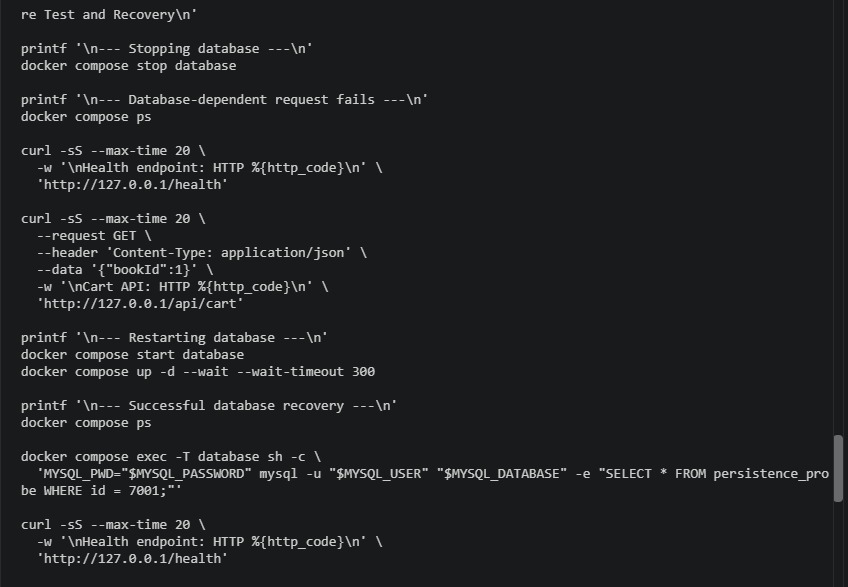 re Test and Recovery\n'
printf '\n--- Stopping database ---\n'
docker compose stop database
printf '\n--- Database-dependent request fails ---\n'
docker compose ps
curl -sS --max-time 20 \
-w '\nHealth endpoint: HTTP %{http_code}\n' \
'http://127.0.0.1/health'
curl -sS --max-time 20 \
--request GET \
--header 'Content-Type: application/json' \
--data '{"bookId":1}' \
-w '\nCart API: HTTP %{http_code}\n' \
'http://127.0.0.1/api/cart'
printf '\n--- Restarting database ---\n'
docker compose start database
docker compose up -d --wait --wait-timeout 300
printf '\n--- Successful database recovery ---\n'
docker compose ps
docker compose exec -T database sh -c \
'MYSQL_PWD="$MYSQL_PASSWORD" mysql -u "$MYSQL_USER" "$MYSQL_DATABASE" -e "SELECT * FROM persistence_pro
be WHERE id = 7001;"'
curl -sS --max-time 20 \
-w '\nHealth endpoint: HTTP %{http_code}\n' \
'http://127.0.0.1/health'